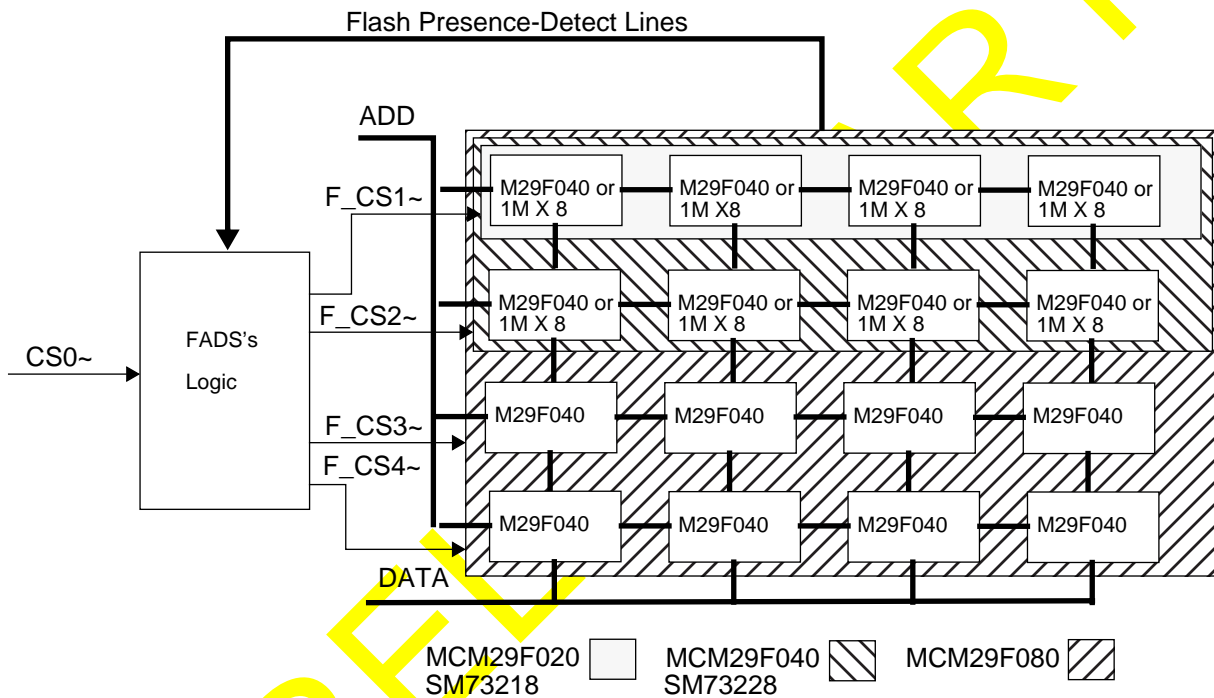 Flash Presence-Detect Lines
ADD
F_CS1~
M29F040 or
1M X 8
M29F040 or
1M X8
M29F040 or
1M X 8
M29F040 or
1M X 8
F_CS2~
M29F040 or
1M X 8
M29F040 or
1M X 8
M29F040 or
1M X 8
M29F040 or
1M X 8
CS0~
FADS's
Logic
F_CS3~
M29F040
M29F040
M29F040
M29F040
F_CS4~
M29F040
M29F040
M29F040
M29F040
DATA
MCM29F020
SM73218
MCM29F040
SM73228
MCM29F080